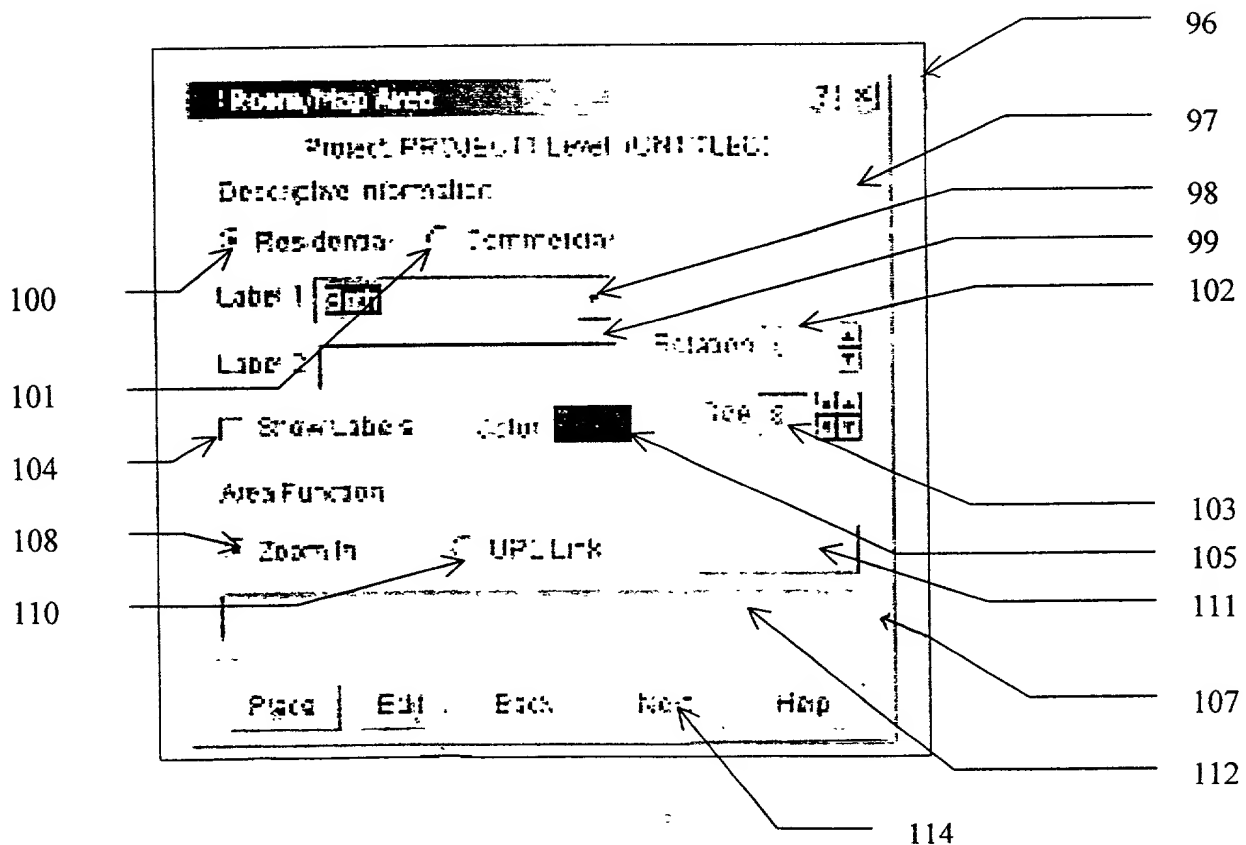 96
Room/Map Area
97
Project: PROJECT1 Level: (UNTITLED)
Descriptive Information
98
Residential Commercial
99
100
Label 1
102
Rotation
Label 2
101
Show Labels Color Size
104
Area Function
103
108
Zoom In URL Link
105
110
111
Place Edit Back Next Help
107
112
114